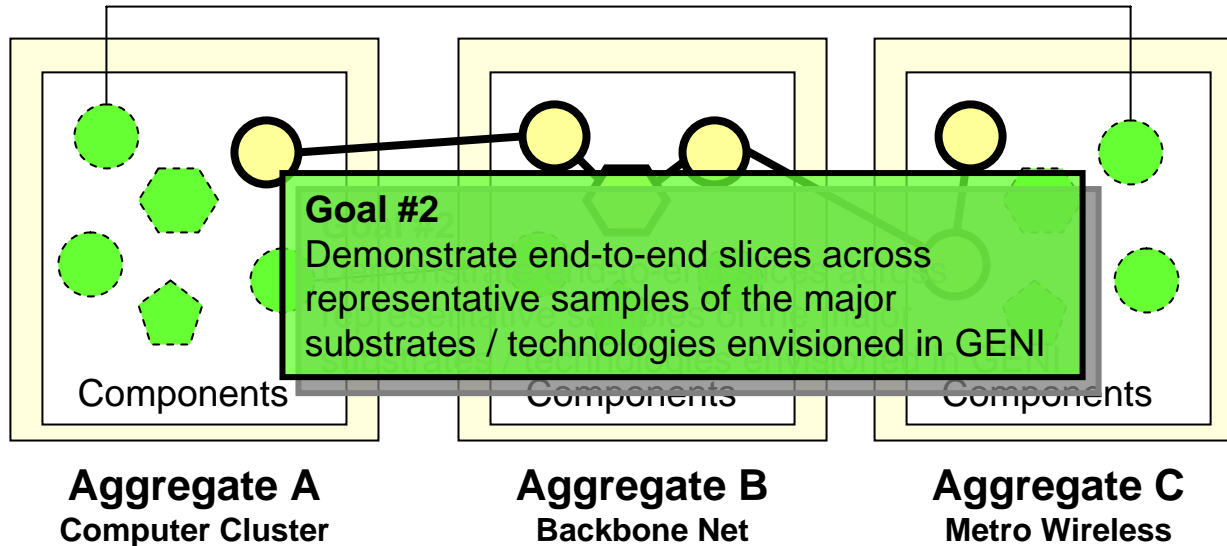 Goal #2
Demonstrate end-to-end slices across
representative samples of the major
substrates / technologies envisioned in GENI
Components
Components
Components
Aggregate A
Computer Cluster
Aggregate B
Backbone Net
Aggregate C
Metro Wireless